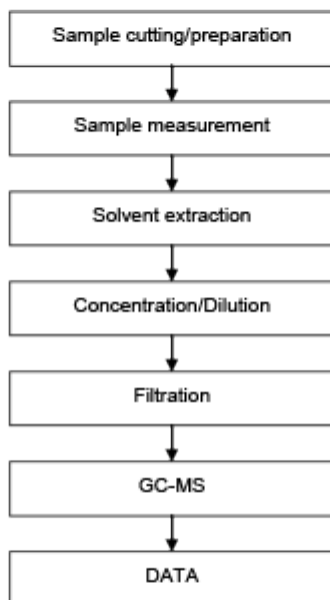 Sample cutting/preparation
Sample measurement
Solvent extraction
Concentration/Dilution
Filtration
GC-MS
DATA